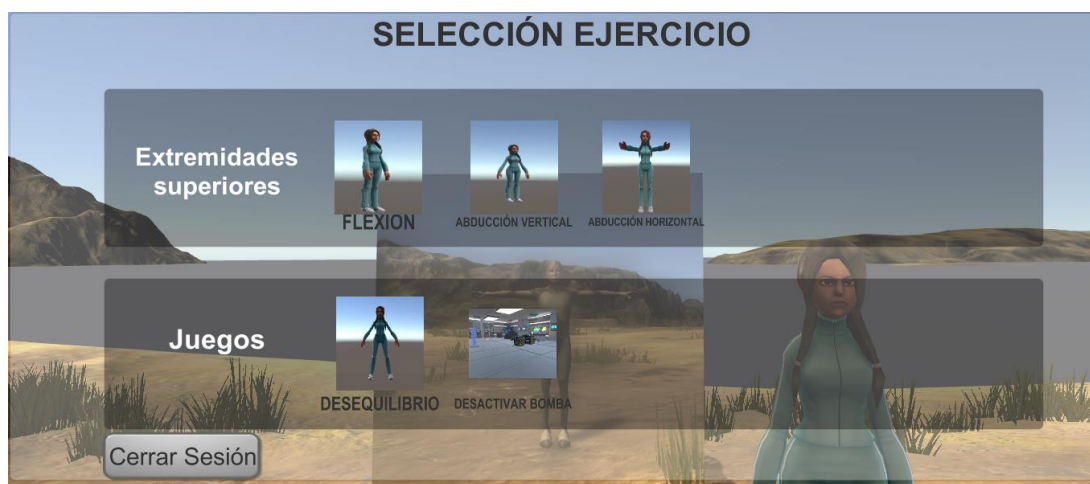 SELECCIÓN EJERCICIO
Extremidades
superiores
FLEXION
ABDUCCIÓN VERTICAL
ABDUCCIÓN HORIZONTAL
Juegos
DESEQUILIBRIO
DESACTIVAR BOMBA
Cerrar Sesión